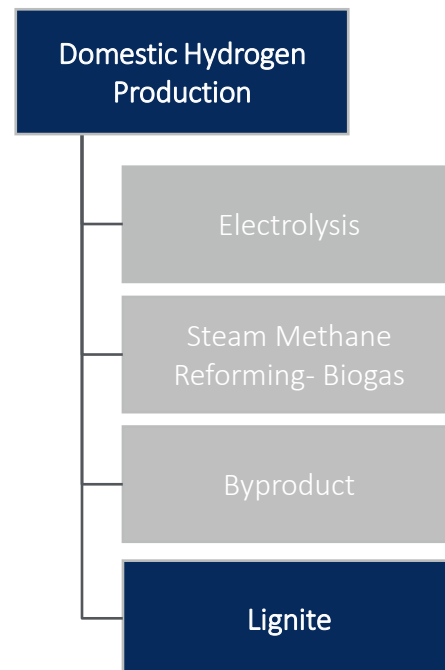 Domestic Hydrogen
Production
Electrolysis
Steam Methane
Reforming- Biogas
Byproduct
Lignite